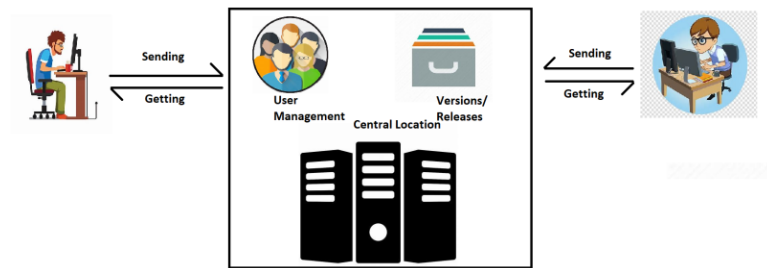 Sending
Getting
User
Management
Versions/
Releases
Central Location
Sending
Getting